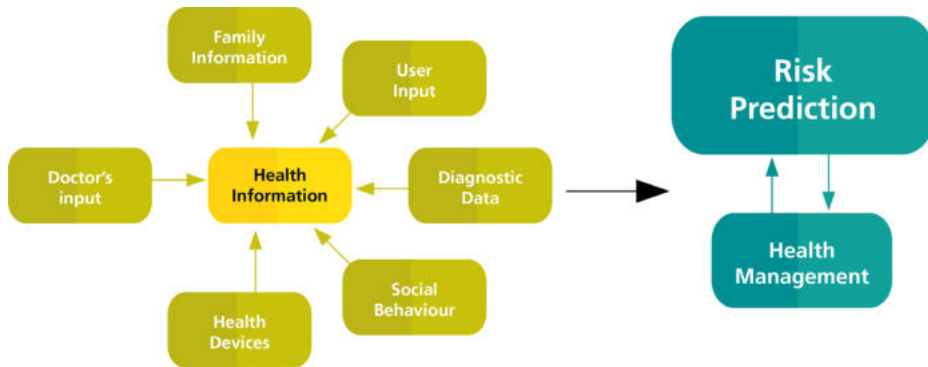 Family
Information
User
Input
Risk
Prediction
Doctor's
input
Health
Information
Diagnostic
Data
Health
Management
Social
Behaviour
Health
Devices